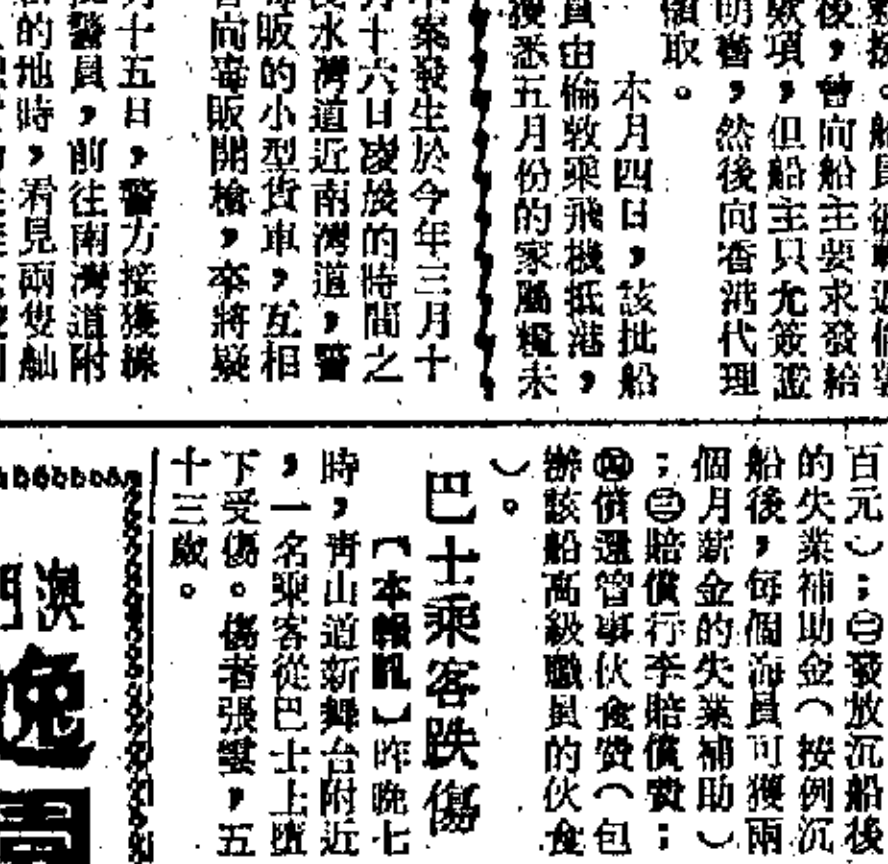 後,曾向船主要求發給
欵項,但船主只允簽證
明書,然後向香港代理
領取。
本月四日,該批船
員由倫敦乘飛機抵港,
獲悉五月份的家屬糧未
本案發生於今年三月十
月十六日凌晨的時間之
水灣道近南灣道,警
毒販的小型貨車,互相
向毒販開槍,卒將疑
月十五日,警方接獲線
警員,前往南灣道附
的地時,看見兩隻舢
百元);㊁發放沉船後
的失業補助金(按例沉
船後,每個海員可獲兩
個月薪金的失業補助)
;㊂賠償行李賠償費;
㊃償還管事伙食費(包
辦該船高級職員的伙食
)。
巴士乘客跌傷
【本報訊】昨晚七
時,青山道新舞台附近
,一名乘客從巴士上墮
下受傷。傷者張,五
十三歲。
澳門
逸園